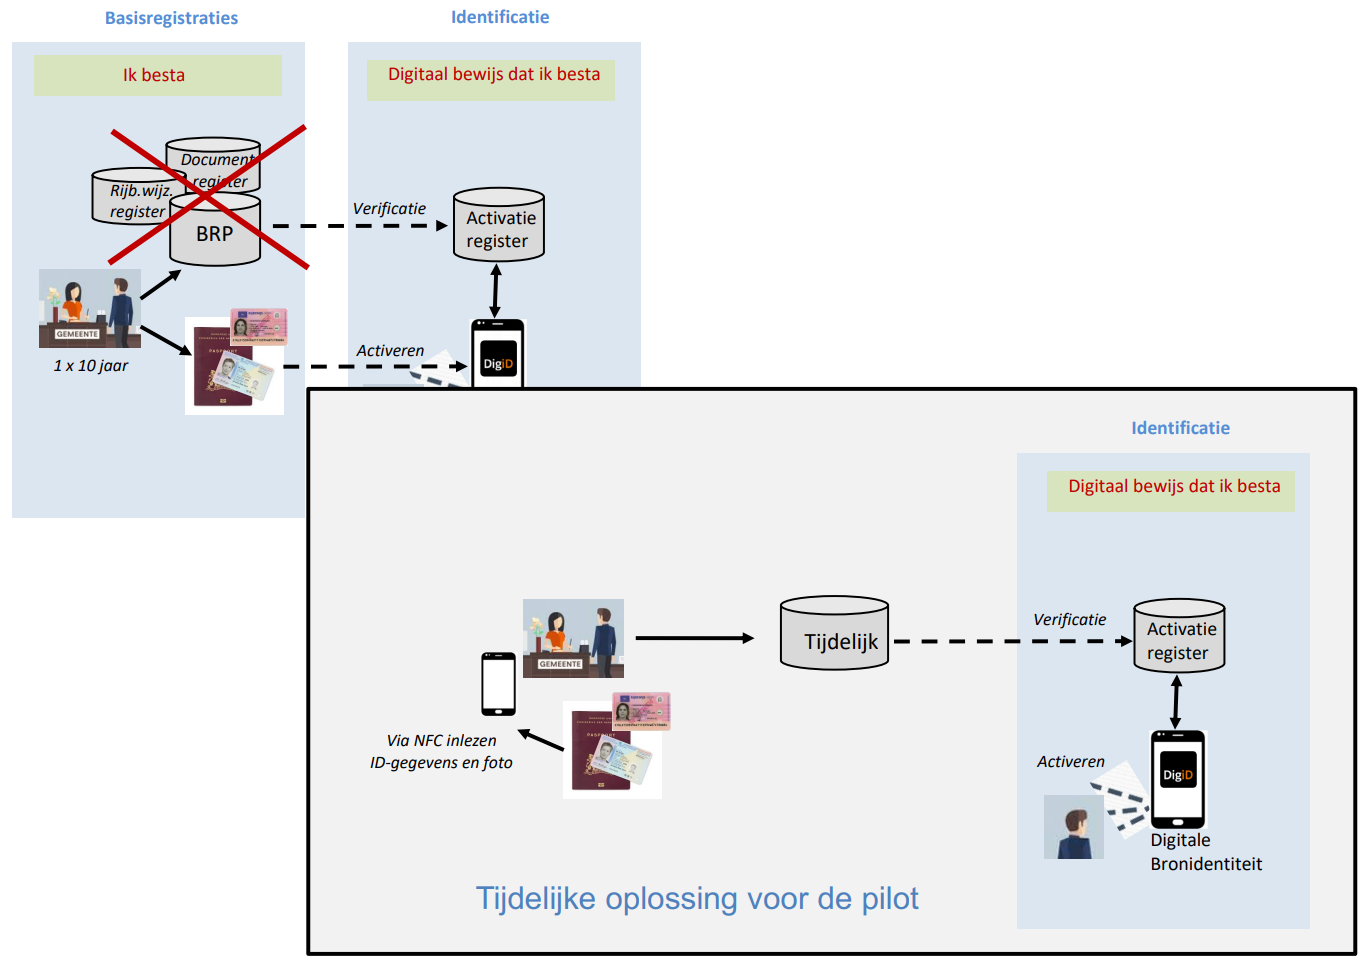 Basisregistraties
Identificatie
Ik besta
Digitaal bewijs dat ik besta
Document
register
Rijb.wijz.
register
BRP
Verificatie
Activatie
register
GEMEENTE
1 x 10 jaar
PASPOORT
Activeren
DigiD
Identificatie
Digitaal bewijs dat ik besta
GEMEENTE
Tijdelijk
Verificatie
Activatie
register
Via NFC inlezen
ID-gegevens en foto
Activeren
DigiD
Digitale
Bronidentiteit
Tijdelijke oplossing voor de pilot